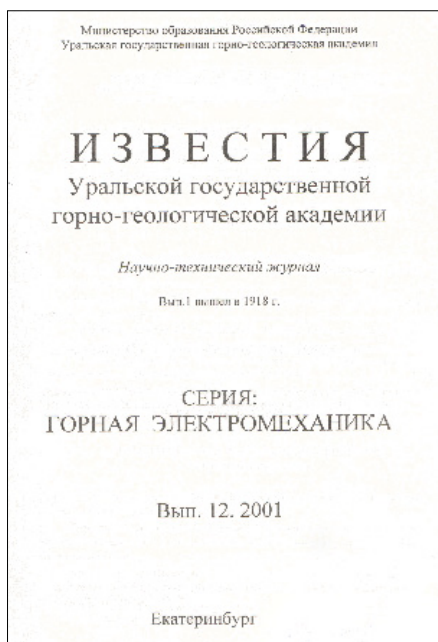 Министерство образования Российской Федерации
Уральская государственная горно-геологическая академия
ИЗВЕСТИЯ
Уральской государственной
горно-геологической академии
Научно-технический журнал
Вып.1 вышел в 1918 г.
СЕРИЯ:
ГОРНАЯ ЭЛЕКТРОМЕХАНИКА
Вып. 12. 2001
Екатеринбург